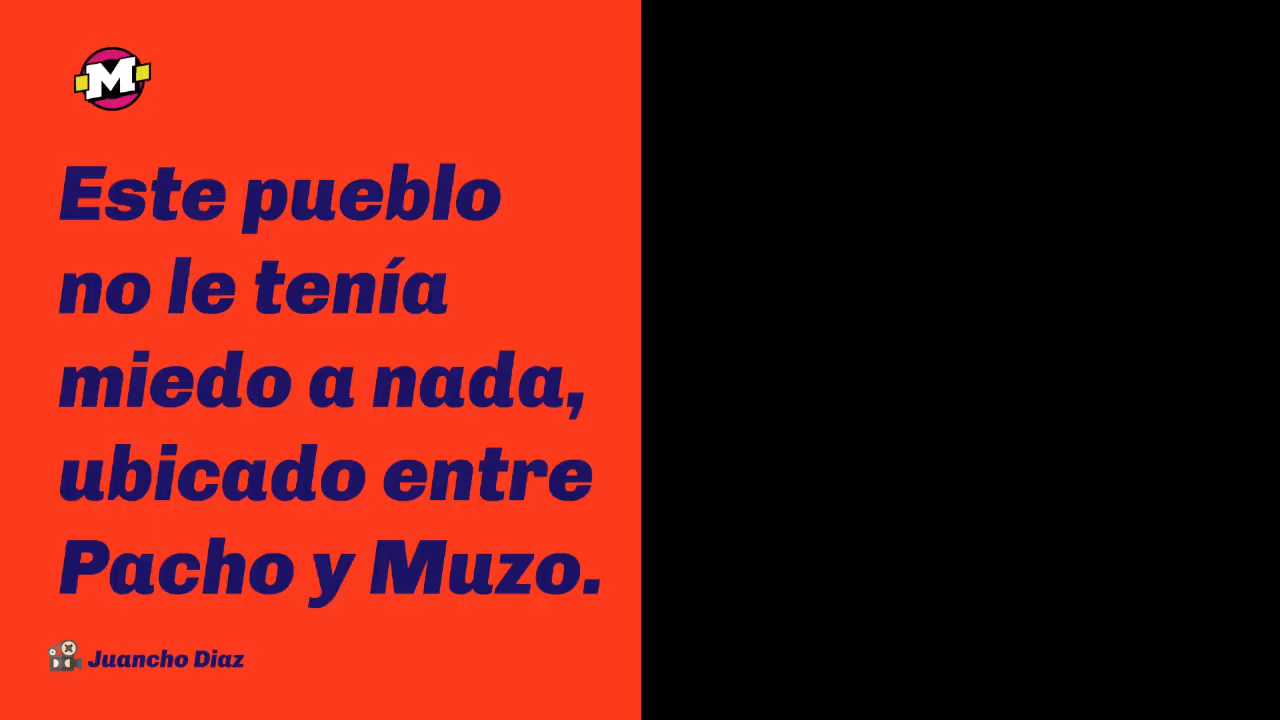 M
Este pueblo
no le tenía
miedo a nada,
ubicado entre
Pacho y Muzo.
Juancho Diaz